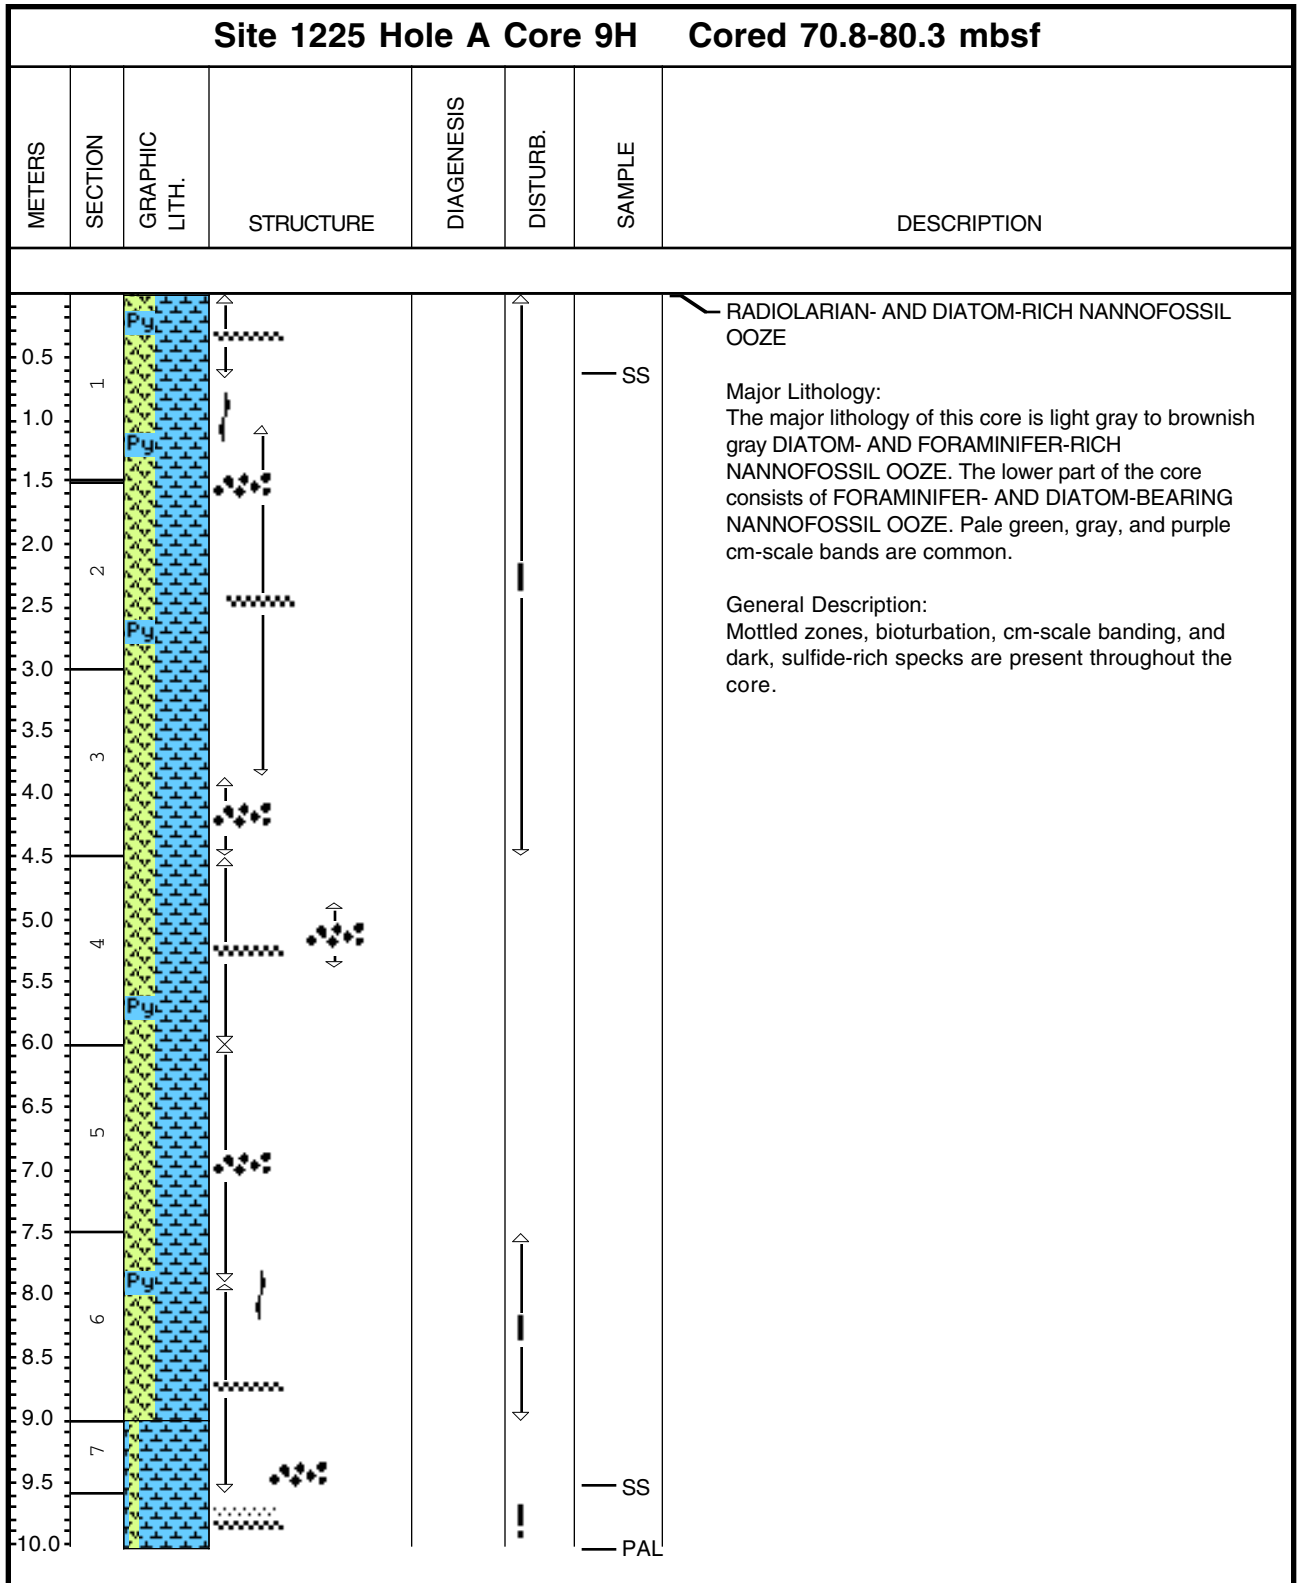 Site 1225 Hole A Core 9H Cored 70.8-80.3 mbsf
METERS
SECTION
GRAPHIC
LITH.
STRUCTURE
DIAGENESIS
DISTURB.
SAMPLE
DESCRIPTION
RADIOLARIAN- AND DIATOM-RICH NANNOFOSSIL
OOZE
Major Lithology:
The major lithology of this core is light gray to brownish
gray DIATOM- AND FORAMINIFER-RICH
NANNOFOSSIL OOZE. The lower part of the core
consists of FORAMINIFER- AND DIATOM-BEARING
NANNOFOSSIL OOZE. Pale green, gray, and purple
cm-scale bands are common.
General Description:
Mottled zones, bioturbation, cm-scale banding, and
dark, sulfide-rich specks are present throughout the
core.
Py
0.5
1
SS
1.0
Py
1.5
2.0
2
2.5
Py
3.0
3.5
3
4.0
4.5
5.0
4
5.5
Py
6.0
6.5
5
7.0
7.5
Py
8.0
6
8.5
9.0
7
9.5
SS
10.0
PAL